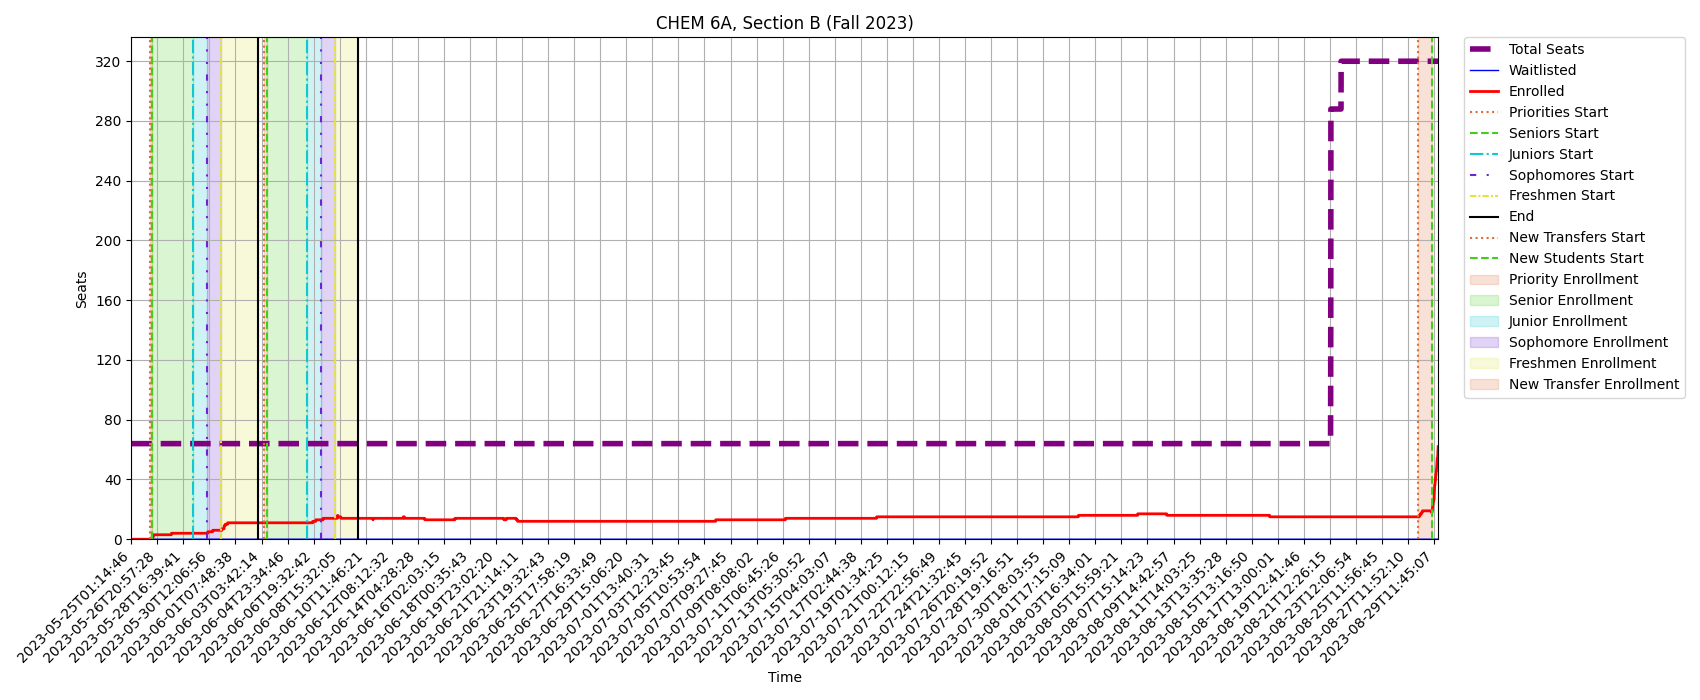 CHEM 6A, Section B (Fall 2023)
Seats
320
280
240
200
160
120
80
40
0
2023-05-25T01:14:46
2023-05-26T20:57:28
2023-05-28T16:39:41
2023-05-30T12:06:56
2023-06-01T07:48:38
2023-06-03T03:42:14
2023-06-04T23:34:46
2023-06-06T19:32:42
2023-06-08T15:32:05
2023-06-10T11:46:21
2023-06-12T08:12:32
2023-06-14T04:28:28
2023-06-16T02:03:15
2023-06-18T00:35:43
2023-06-19T23:02:20
2023-06-21T21:14:11
2023-06-23T19:32:43
2023-06-25T17:58:19
2023-06-27T16:33:49
2023-06-29T15:06:20
2023-07-01T13:40:31
2023-07-03T12:23:45
2023-07-05T10:53:54
2023-07-07T09:27:45
2023-07-09T08:08:02
2023-07-11T06:45:26
2023-07-13T05:30:52
2023-07-15T04:03:07
2023-07-17T02:44:38
2023-07-19T01:34:25
2023-07-21T00:12:15
2023-07-22T22:56:49
2023-07-24T21:32:45
2023-07-26T20:19:52
2023-07-28T19:16:51
2023-07-30T18:03:55
2023-08-01T17:15:09
2023-08-03T16:34:01
2023-08-05T15:59:21
2023-08-07T15:14:23
2023-08-09T14:42:57
2023-08-11T14:03:25
2023-08-13T13:35:28
2023-08-15T13:16:50
2023-08-17T13:00:01
2023-08-19T12:41:46
2023-08-21T12:26:15
2023-08-23T12:06:54
2023-08-25T11:56:45
2023-08-27T11:52:10
2023-08-29T11:45:07
Time
Total Seats
Waitlisted
Enrolled
Priorities Start
Seniors Start
Juniors Start
Sophomores Start
Freshmen Start
End
New Transfers Start
New Students Start
Priority Enrollment
Senior Enrollment
Junior Enrollment
Sophomore Enrollment
Freshmen Enrollment
New Transfer Enrollment